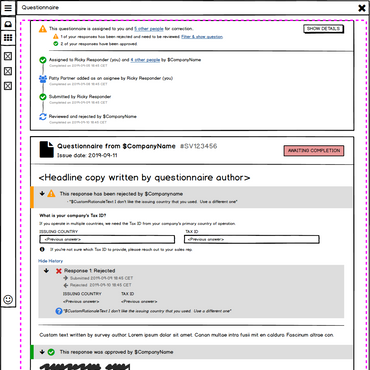 Questionnaire
This questionnaire is assigned to you and 5 other people for correction.
SHOW DETAILS
1 of your responses has been rejected and need to be reviewed Filter & show question
2 of your responses have been approved
Assigned to Ricky Responder (you) and 4 other people by $CompanyName
Completed on 2019-09-19 18:45 CET
Patty Partner added as an asignee by Ricky Responder (you)
Completed on 2019-09-19 18:45 CET
Submitted by Ricky Responder
Completed on 2019-09-19 18:45 CET
Reviewed and rejected by $CompanyName
Completed on 2019-09-19 18:45 CET
Questionnaire from $CompanyName #SV123456
Issue date: 2019-09-11
AWAITING COMPLETION
<Headline copy written by questionnaire author>
This response has been rejected by $Companyname
- "$CustomRationaleText I don't like the issuing country that you used. Use a different one"
What is your company's Tax ID?
If you operate in multiple countries, we need the Tax ID from your company's primary country of operation.
ISSUING COUNTRY
TAX ID
<Previous answer>
<Previous answer>
If you're not sure which Tax ID to provide, please reach out to your sales rep.
Hide History
Response 1: Rejected
Submitted 2019-09-09 18:45 CET
Rejected 2019-09-10 18:45 CET
ISSUING COUNTRY
TAX ID
<Previous answer>
<Previous answer>
"$CustomRationaleText I don't like the issuing country that you used. Use a different one"
Custom text written by survey author Lorem ipsum dolor sit amet. Canon multae intra fusii mit en caldura. Fascinum altrae con.
This response was approved by $CompanyName